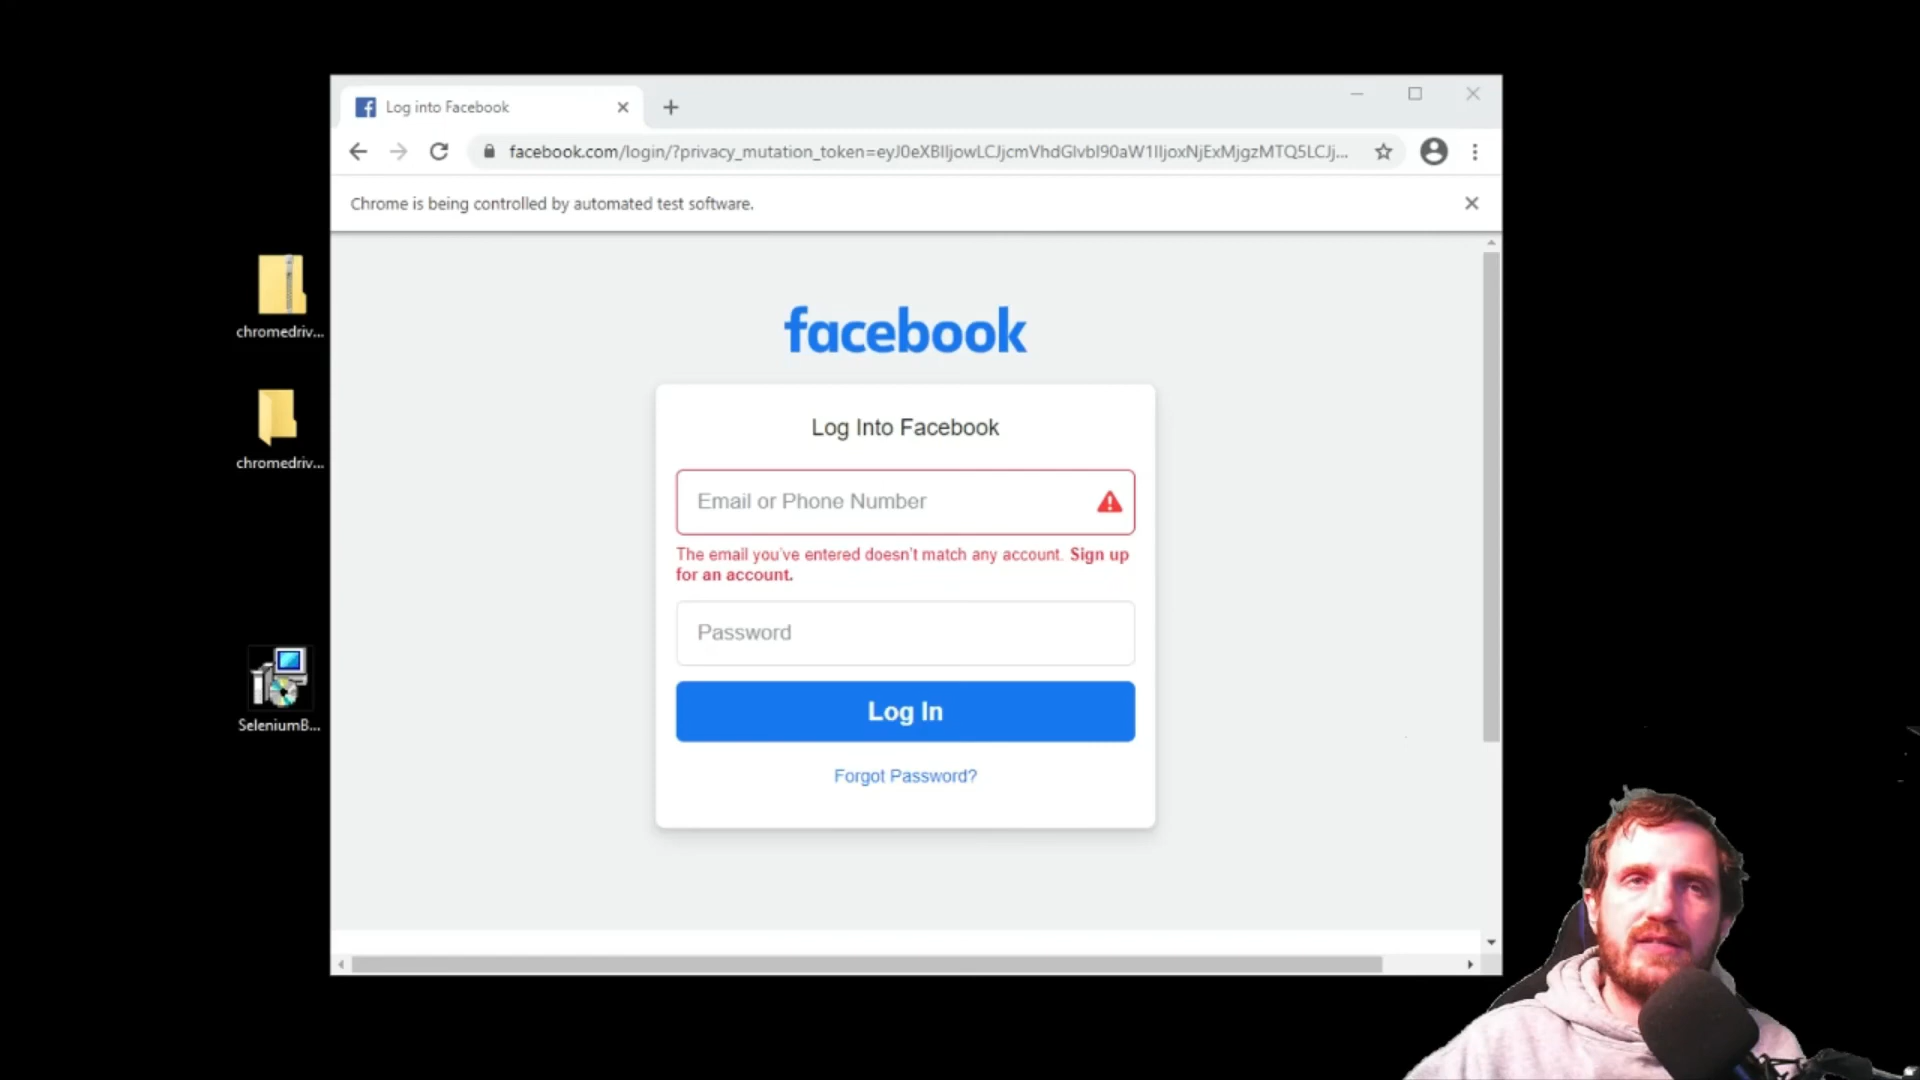 Log into Facebook
facebook.com/login/?privacy_mutation_token=eyJ0eXBlIjowLCJjcmVhdGlvbl90aW1lIjoxNjExMjgzMTQ5LCJj...
Chrome is being controlled by automated test software.
chromedriv...
chromedriv...
SeleniumB...
facebook
Log Into Facebook
Email or Phone Number
The email you've entered doesn't match any account. Sign up
for an account.
Password
Log In
Forgot Password?